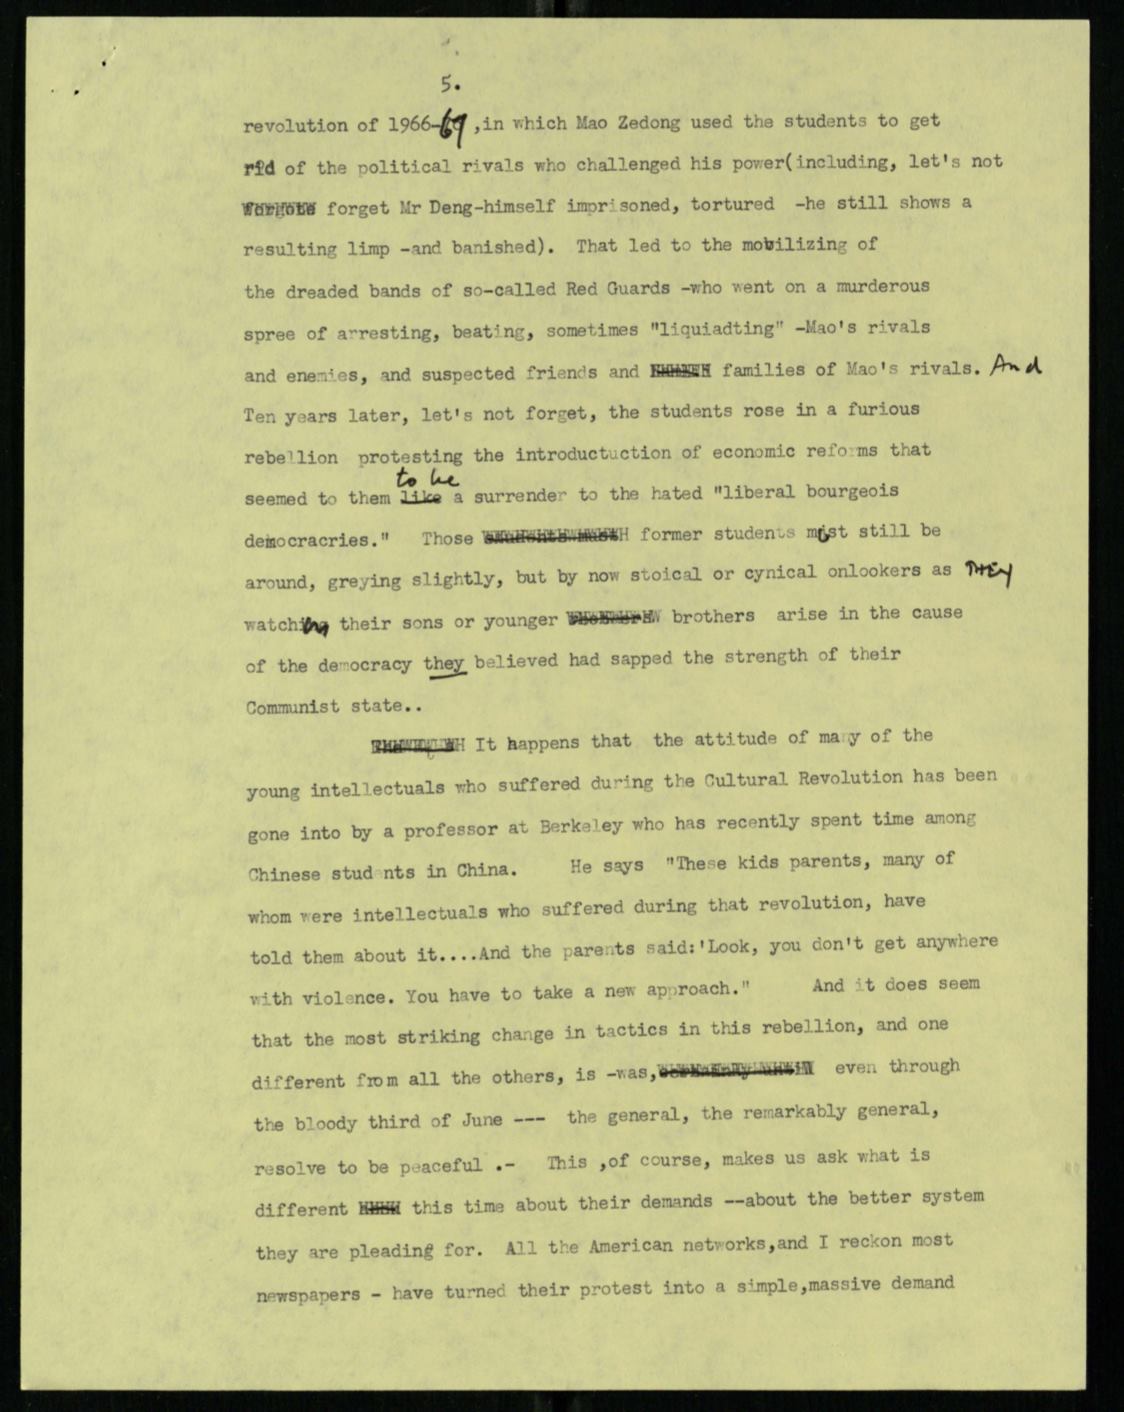 5.
revolution of 1966-69 ,in which Mao Zedong used the students to get
rid of the political rivals who challenged his power(including, let's not
forget Mr Deng-himself imprisoned, tortured -he still shows a
resulting limp -and banished). That led to the mobilizing of
the dreaded bands of so-called Red Guards -who went on a murderous
spree of arresting, beating, sometimes "liquiadting" -Mao's rivals
and enemies, and suspected friends and families of Mao's rivals. And
Ten years later, let's not forget, the students rose in a furious
rebellion protesting the introductuction of economic reforms that
to be
seemed to them like a surrender to the hated "liberal bourgeois
democracries." Those former students must still be
around, greying slightly, but by now stoical or cynical onlookers as THEY
watching their sons or younger brothers arise in the cause
of the democracy they believed had sapped the strength of their
Communist state..
It happens that the attitude of many of the
young intellectuals who suffered during the Cultural Revolution has been
gone into by a professor at Berkeley who has recently spent time among
Chinese students in China. He says "These kids parents, many of
whom were intellectuals who suffered during that revolution, have
told them about it....And the parents said:'Look, you don't get anywhere
with violence. You have to take a new approach." And it does seem
that the most striking change in tactics in this rebellion, and one
different from all the others, is -was, even through
the bloody third of June --- the general, the remarkably general,
resolve to be peaceful .- This ,of course, makes us ask what is
different this time about their demands --about the better system
they are pleading for. All the American networks,and I reckon most
newspapers - have turned their protest into a simple,massive demand